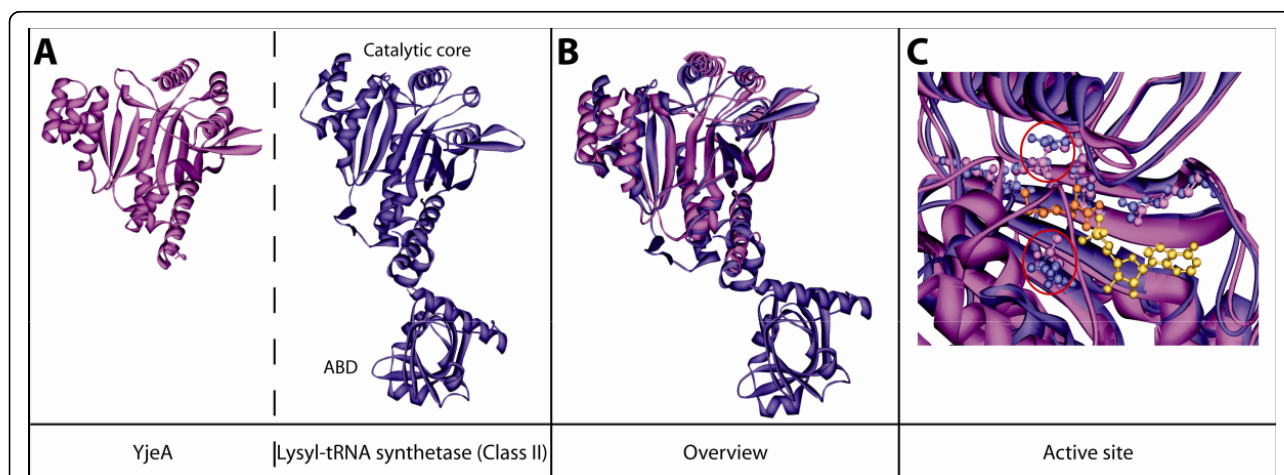 A
Catalytic core
ABD
B
C
YjeA
Lysyl-tRNA synthetase (Class II)
Overview
Active site